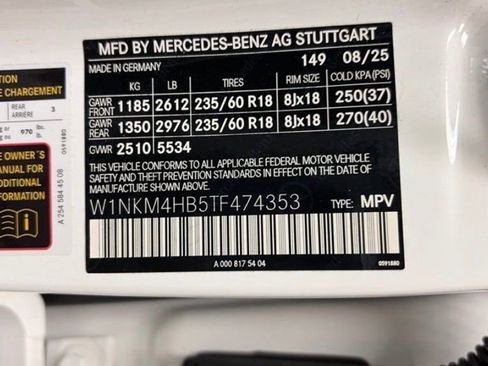 MFD BY MERCEDES-BENZ AG STUTTGART
MADE IN GERMANY 149 08/25
KG LB TIRES RIM SIZE COLD KPA (PSI)
GAWR FRONT 1185 2612 235/60 R18 8Jx18 250(37)
GAWR REAR 1350 2976 235/60 R18 8Jx18 270(40)
GWR 2510 5534
THIS VEHICLE CONFORMS TO ALL APPLICABLE FEDERAL MOTOR VEHICLE
SAFETY AND THEFT PREVENTION STANDARDS IN EFFECT ON THE DATE OF
MANUFACTURE SHOWN ABOVE.
W1NKM4HB5TF474353 TYPE: MPV
A 000 817 54 04
0591880
CHARGEMENT
REAR
ARRIÈRE 3
970
0591880
OWNER'S
FOR
ADDITIONAL
A 254 584 45 08